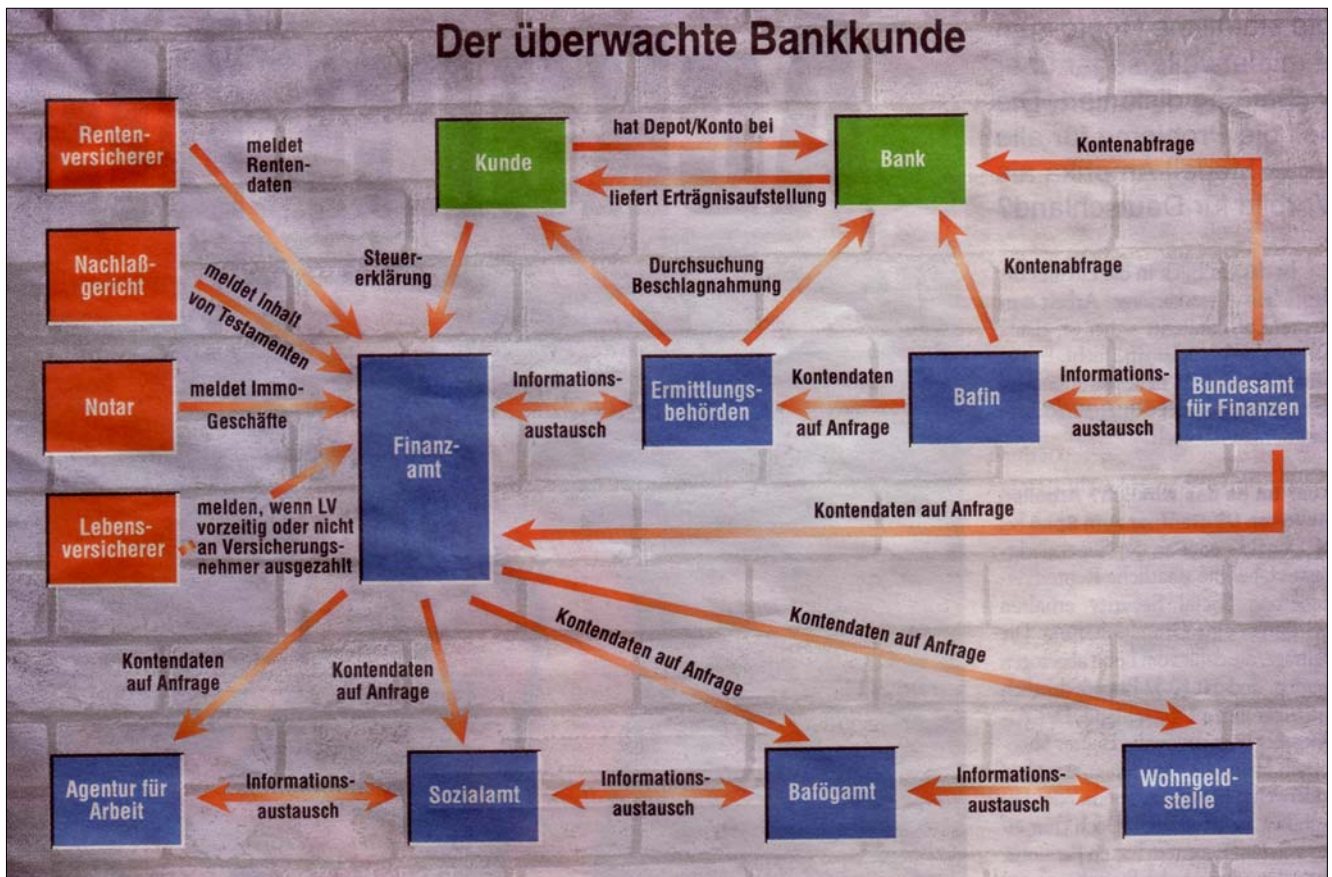 Der überwachte Bankkunde
Renten-
versicherer
meldet
Renten-
daten
Kunde
hat Depot/Konto bei
liefert Erträgnisaufstellung
Bank
Kontenabfrage
Nachlaß-
gericht
meldet Inhalt
von Testamenten
Steuer-
erklärung
Durchsuchung
Beschlagnahmung
Kontenabfrage
Notar
meldet Immo-
Geschäfte
Finanz-
amt
Informations-
austausch
Ermittlungs-
behörden
Kontendaten
auf Anfrage
Bafin
Informations-
austausch
Bundesamt
für Finanzen
Lebens-
versicherer
melden, wenn LV
vorzeitig oder nicht
an Versicherungs-
nehmer ausgezahlt
Kontendaten auf Anfrage
Kontendaten
auf Anfrage
Kontendaten
auf Anfrage
Kontendaten auf Anfrage
Kontendaten auf Anfrage
Agentur für
Arbeit
Informations-
austausch
Sozialamt
Informations-
austausch
Bafögamt
Informations-
austausch
Wohngeld-
stelle